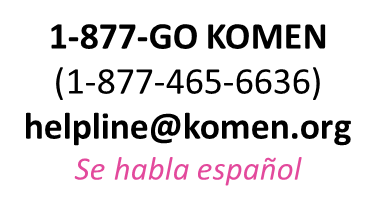 1-877-GO KOMEN
(1-877-465-6636)
helpline@komen.org
Se habla español